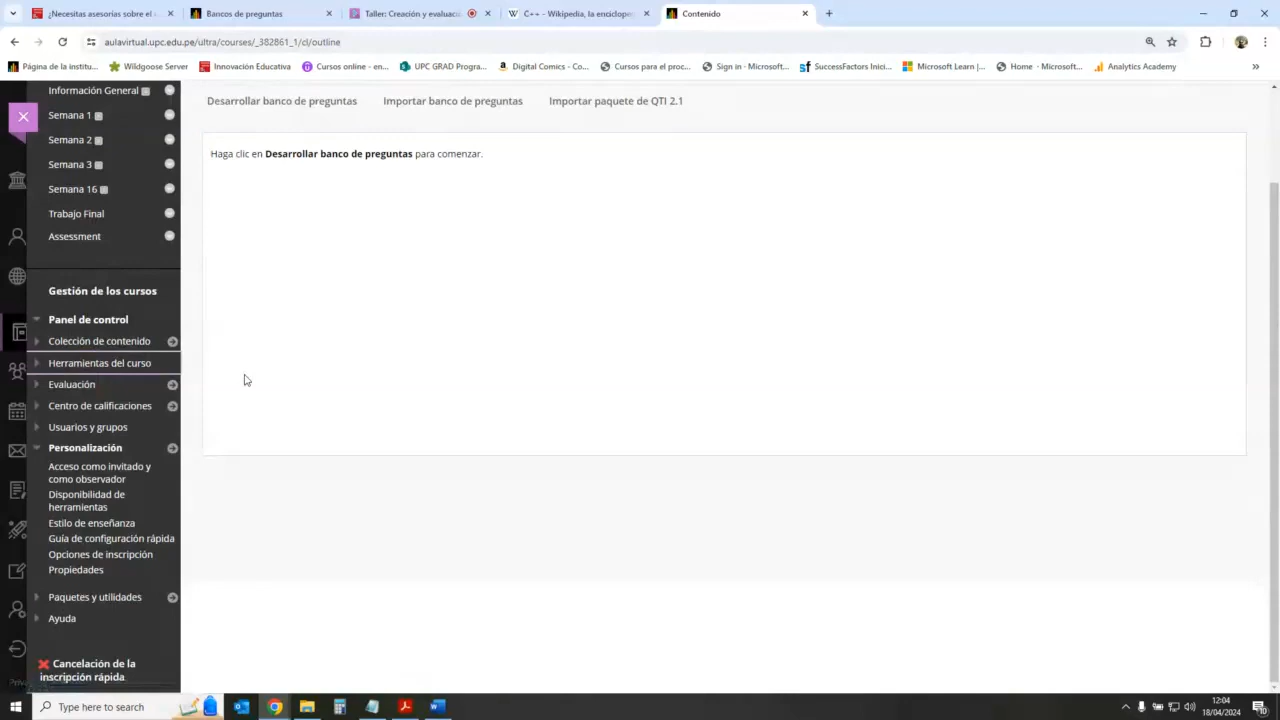 ¿Necesitas asesorías sobre el
Bancos de preguntas
Taller: Creación y evaluaci
C++ - Wikipedia, la enciclope
Contenido
aulavirtual.upc.edu.pe/ultra/courses/_382861_1/cl/outline
Página de la institu...
Wildgoose Server
Innovación Educativa
Cursos online - en...
UPC GRAD Progra...
Digital Comics - Co...
Cursos para el proc...
Sign in - Microsoft...
SuccessFactors Inici...
Microsoft Learn |...
Home - Microsoft...
Analytics Academy
Información General
Semana 1
Semana 2
Semana 3
Semana 16
Trabajo Final
Assessment
Gestión de los cursos
Panel de control
Colección de contenido
Herramientas del curso
Evaluación
Centro de calificaciones
Usuarios y grupos
Personalización
Acceso como invitado y
como observador
Disponibilidad de
herramientas
Estilo de enseñanza
Guía de configuración rápida
Opciones de inscripción
Propiedades
Paquetes y utilidades
Ayuda
Cancelación de la
inscripción rápida
Desarrollar banco de preguntas
Importar banco de preguntas
Importar paquete de QTI 2.1
Haga clic en Desarrollar banco de preguntas para comenzar.
Type here to search
12:04
18/04/2024